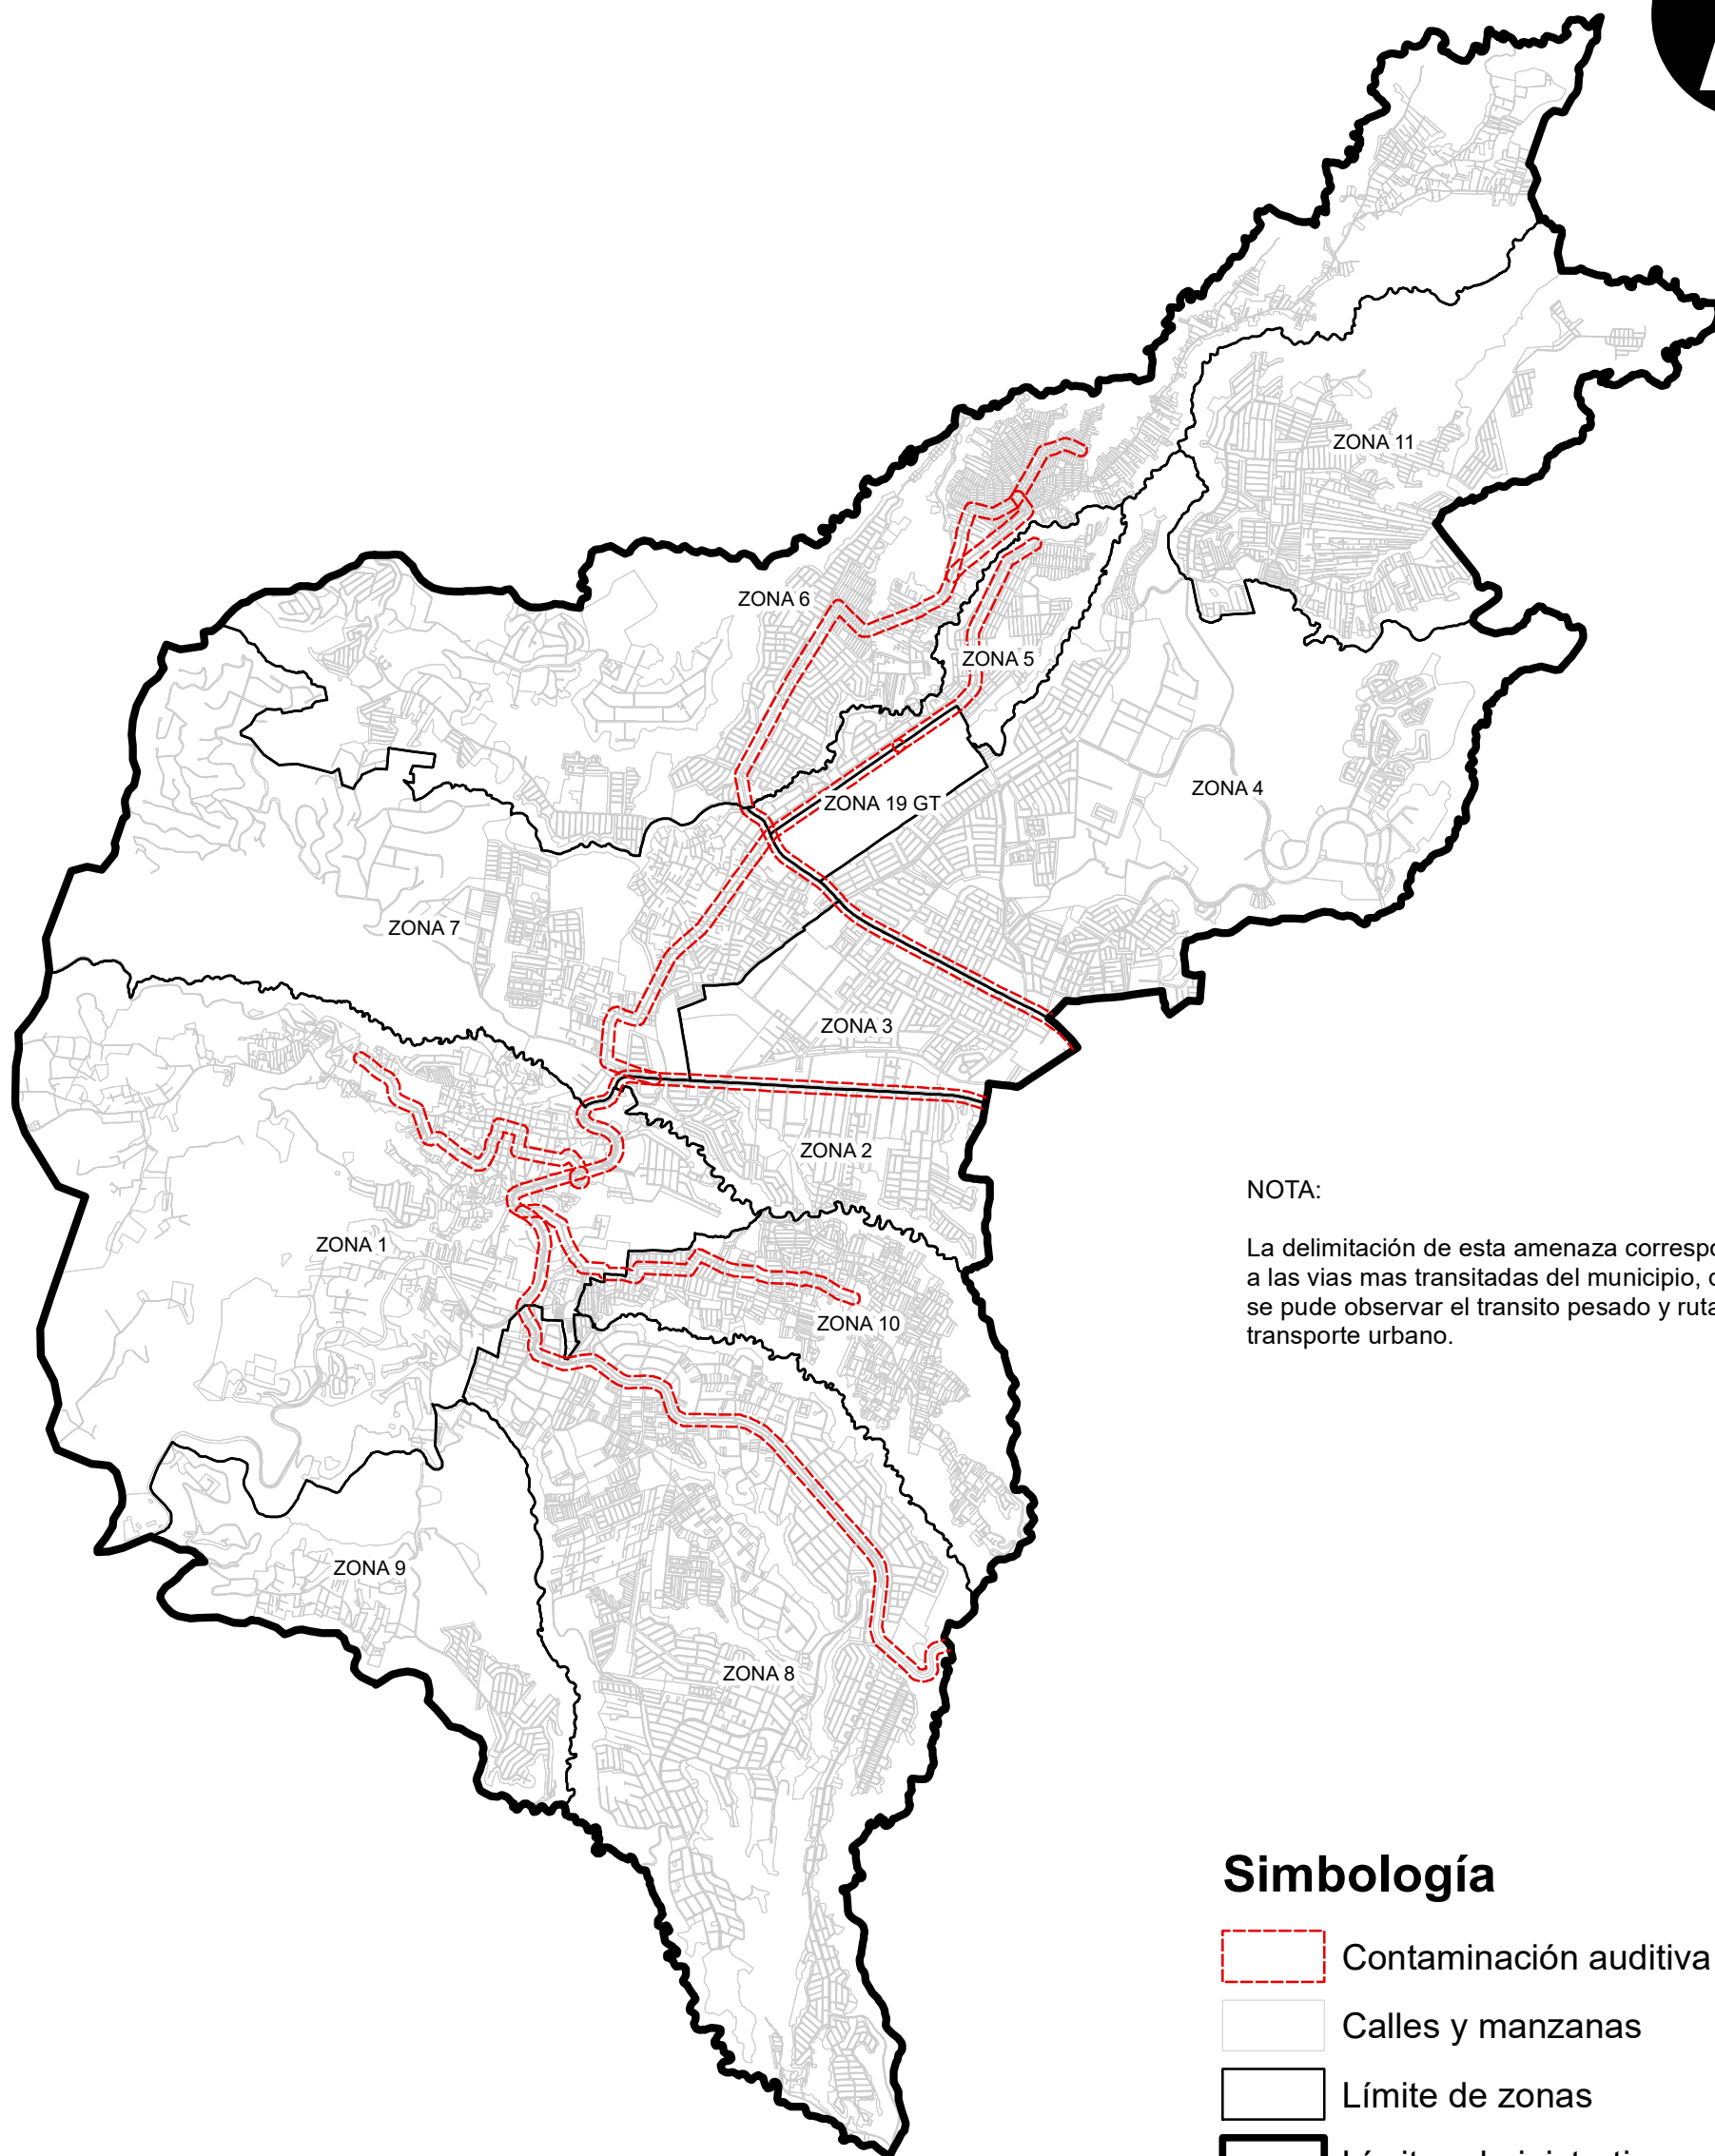 ZONA 11
ZONA 6
ZONA 5
ZONA 4
ZONA 19 GT
ZONA 7
ZONA 3
ZONA 2
ZONA 1
ZONA 10
ZONA 9
ZONA 8
NOTA:
La delimitación de esta amenaza
a las vias mas transitadas del municipio,
se pude observar el transito pesado y
transporte urbano.
Simbología
Contaminación auditiva
Calles y manzanas
Límite de zonas